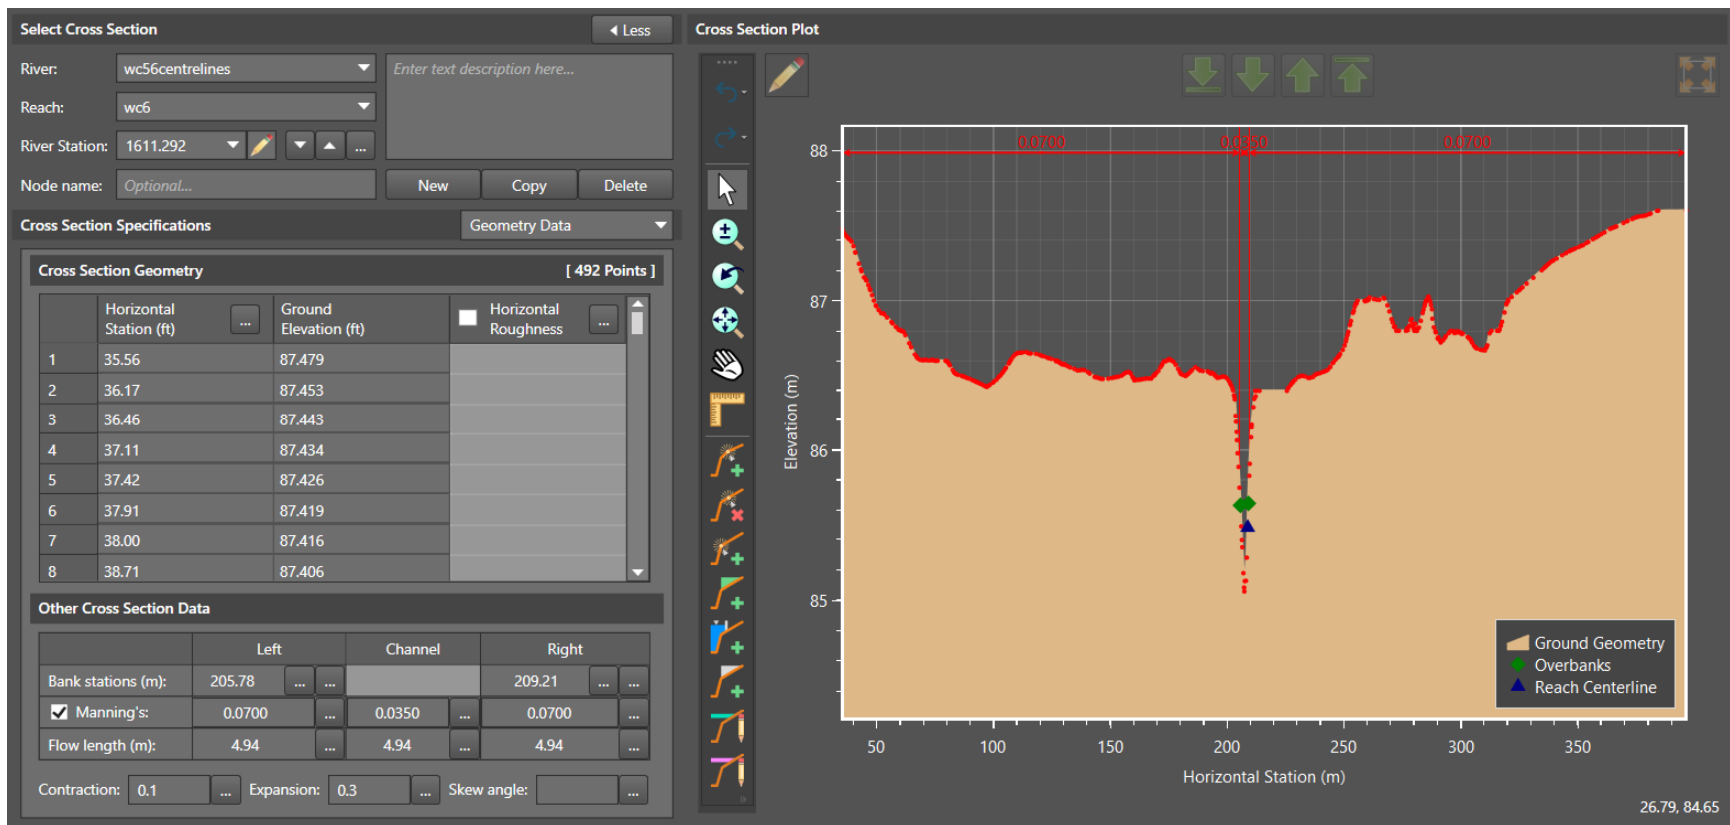 Select Cross Section
Less
River:
wc56centrelines
Enter text description here...
Reach:
wc6
River Station:
1611.292
...
Node name:
Optional...
New
Copy
Delete
Cross Section Specifications
Geometry Data
Cross Section Geometry
[ 492 Points ]
Horizontal Station (ft)
...
Ground Elevation (ft)
Horizontal Roughness
...
1 35.56 87.479
2 36.17 87.453
3 36.46 87.443
4 37.11 87.434
5 37.42 87.426
6 37.91 87.419
7 38.00 87.416
8 38.71 87.406
Other Cross Section Data
Left Channel Right
Bank stations (m): 205.78 ... ... 209.21 ... ...
Manning's: 0.0700 ... 0.0350 ... 0.0700 ...
Flow length (m): 4.94 ... 4.94 ... 4.94 ...
Contraction: 0.1 ... Expansion: 0.3 ... Skew angle: ...
Cross Section Plot
0.0700 0.0350 0.0700
88
87
86
85
Elevation (m)
Ground Geometry
Overbanks
Reach Centerline
50 100 150 200 250 300 350
Horizontal Station (m)
26.79, 84.65